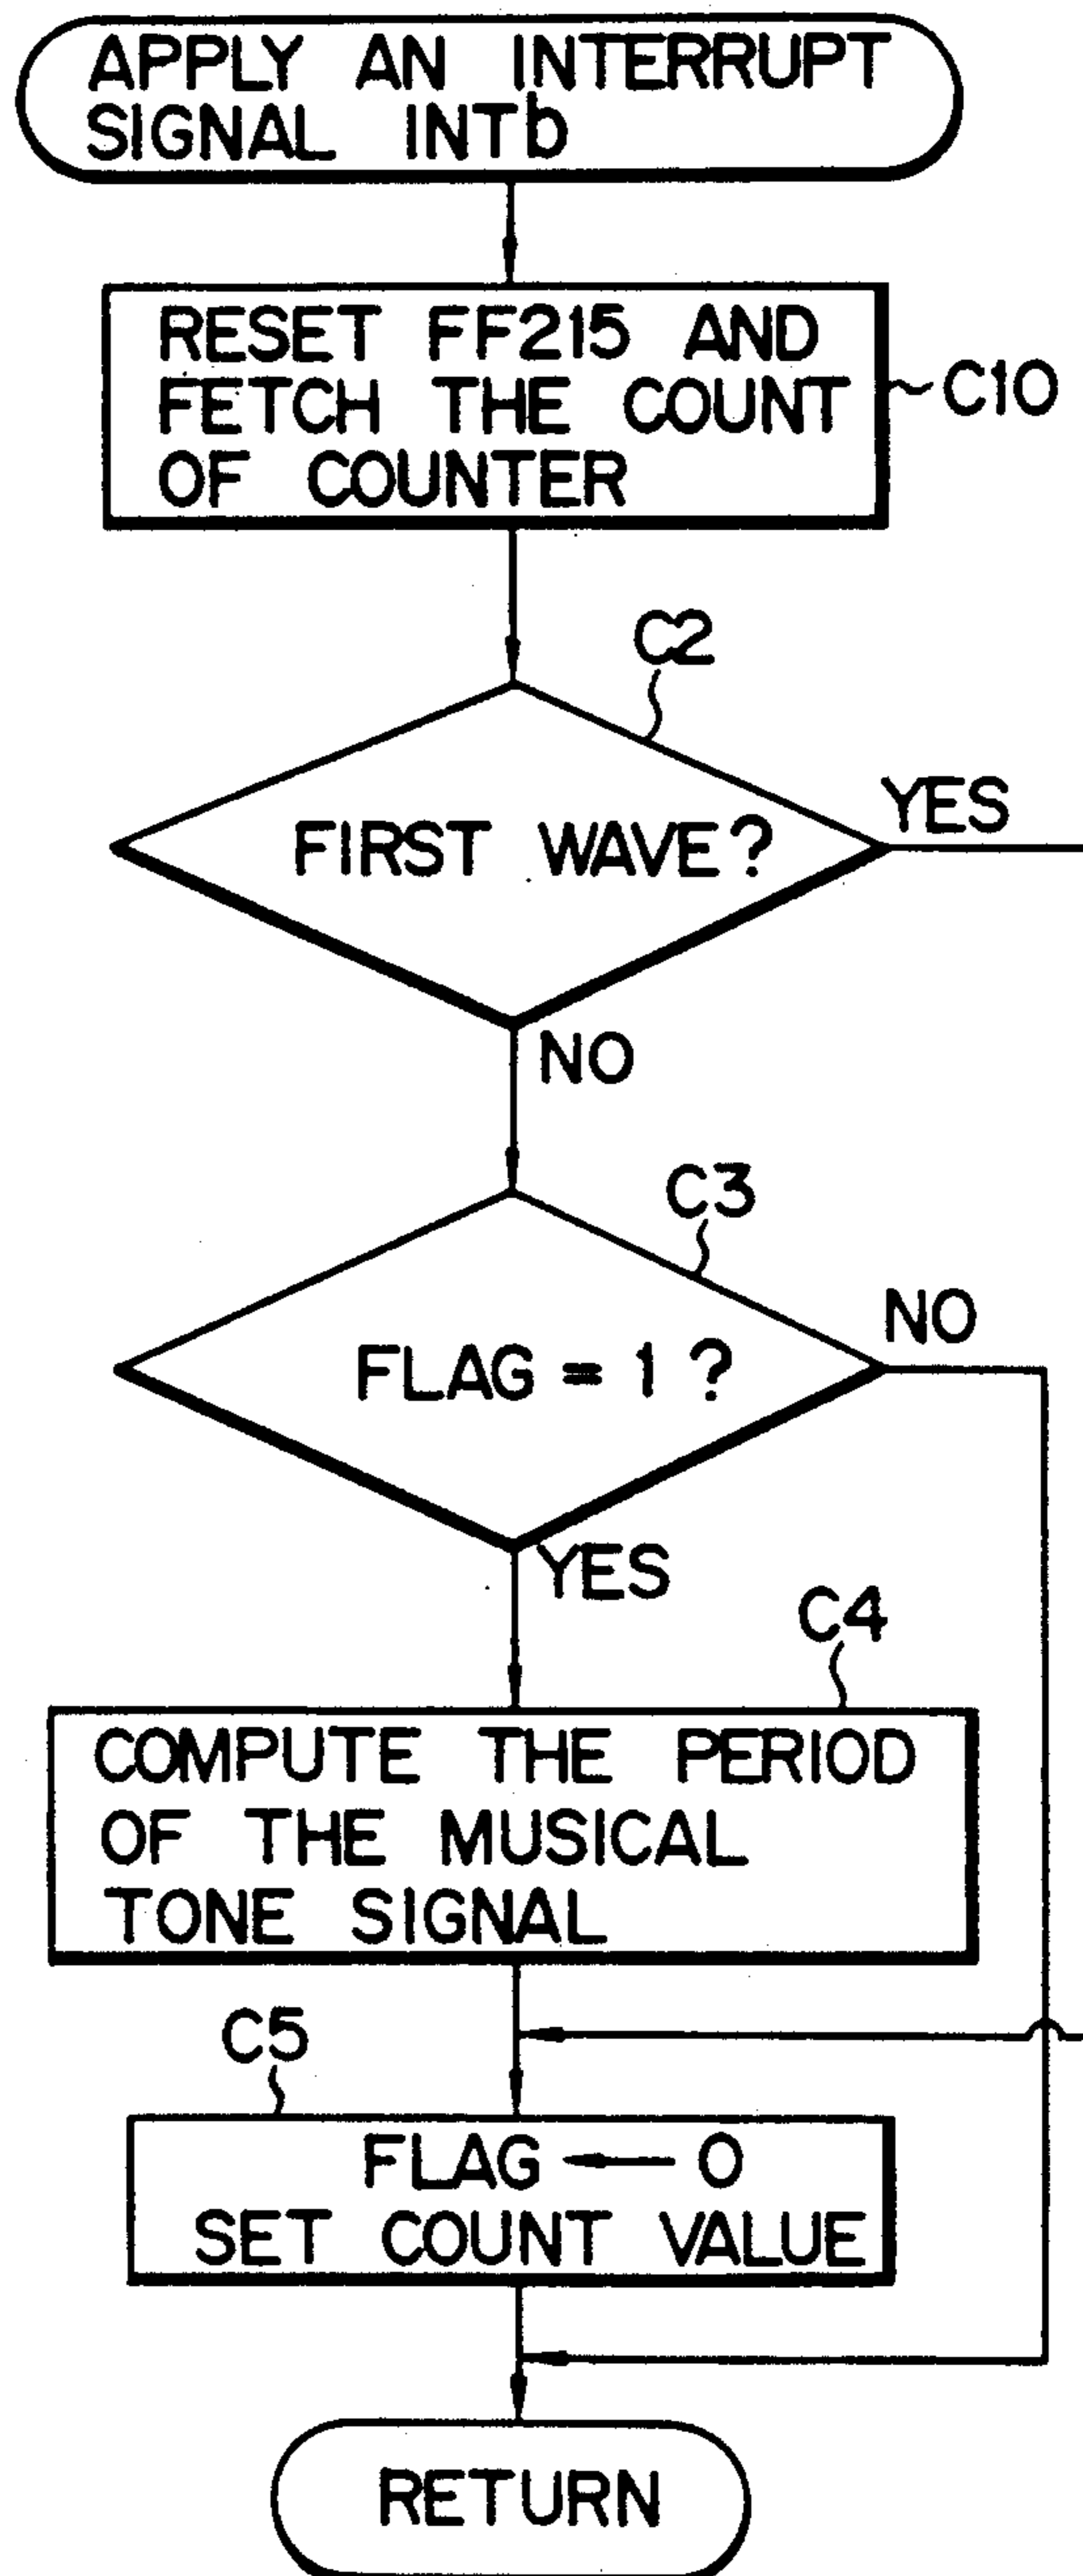 APPLY AN INTERRUPT
SIGNAL INTb
RESET FF215 AND
FETCH THE COUNT
OF COUNTER
C10
C2
FIRST WAVE?
YES
NO
C3
FLAG = 1 ?
NO
YES
C4
COMPUTE THE PERIOD
OF THE MUSICAL
TONE SIGNAL
C5
FLAG ← 0
SET COUNT VALUE
RETURN